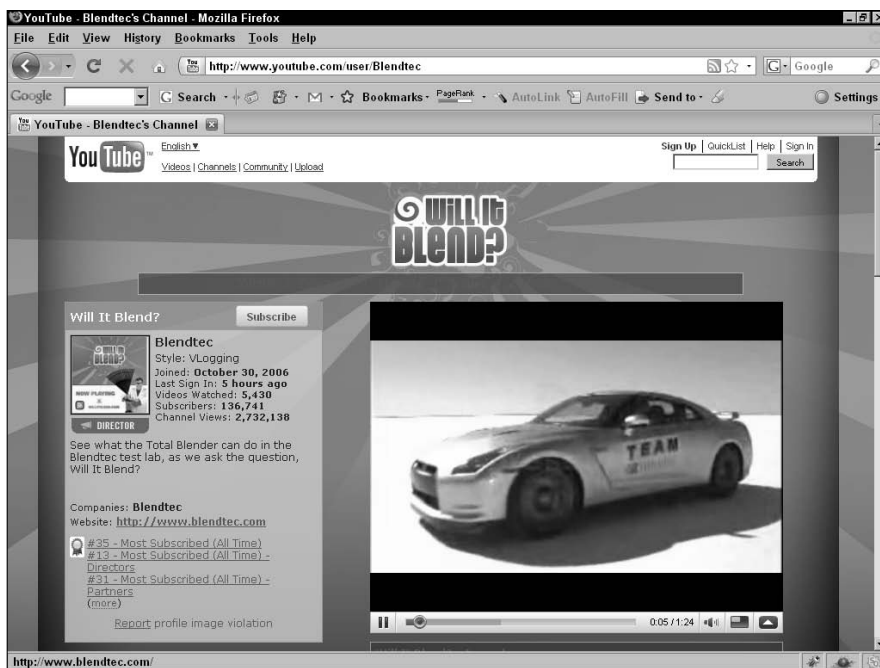 YouTube - Blendtec's Channel - Mozilla Firefox
File Edit View History Bookmarks Tools Help
http://www.youtube.com/user/Blendtec
G Google
Google G Search Bookmarks PageRank AutoLink AutoFill Send to Settings
YouTube - Blendtec's Channel
YouTube™ English Sign Up | QuickList | Help | Sign In
Videos | Channels | Community | Upload Search
WILL IT
BLEND?
Will It Blend? Subscribe
Blendtec
Style: VLogging
Joined: October 30, 2006
Last Sign In: 5 hours ago
Videos Watched: 5,430
Subscribers: 136,741
Channel Views: 2,732,138
WILL IT
BLEND?
NOW PLAYING
DIRECTOR
See what the Total Blender can do in the
Blendtec test lab, as we ask the question,
Will It Blend?
Companies: Blendtec
Website: http://www.blendtec.com
#35 - Most Subscribed (All Time)
#13 - Most Subscribed (All Time) -
Directors
#31 - Most Subscribed (All Time) -
Partners
(more)
Report profile image violation
TEAM
0:05 / 1:24
http://www.blendtec.com/